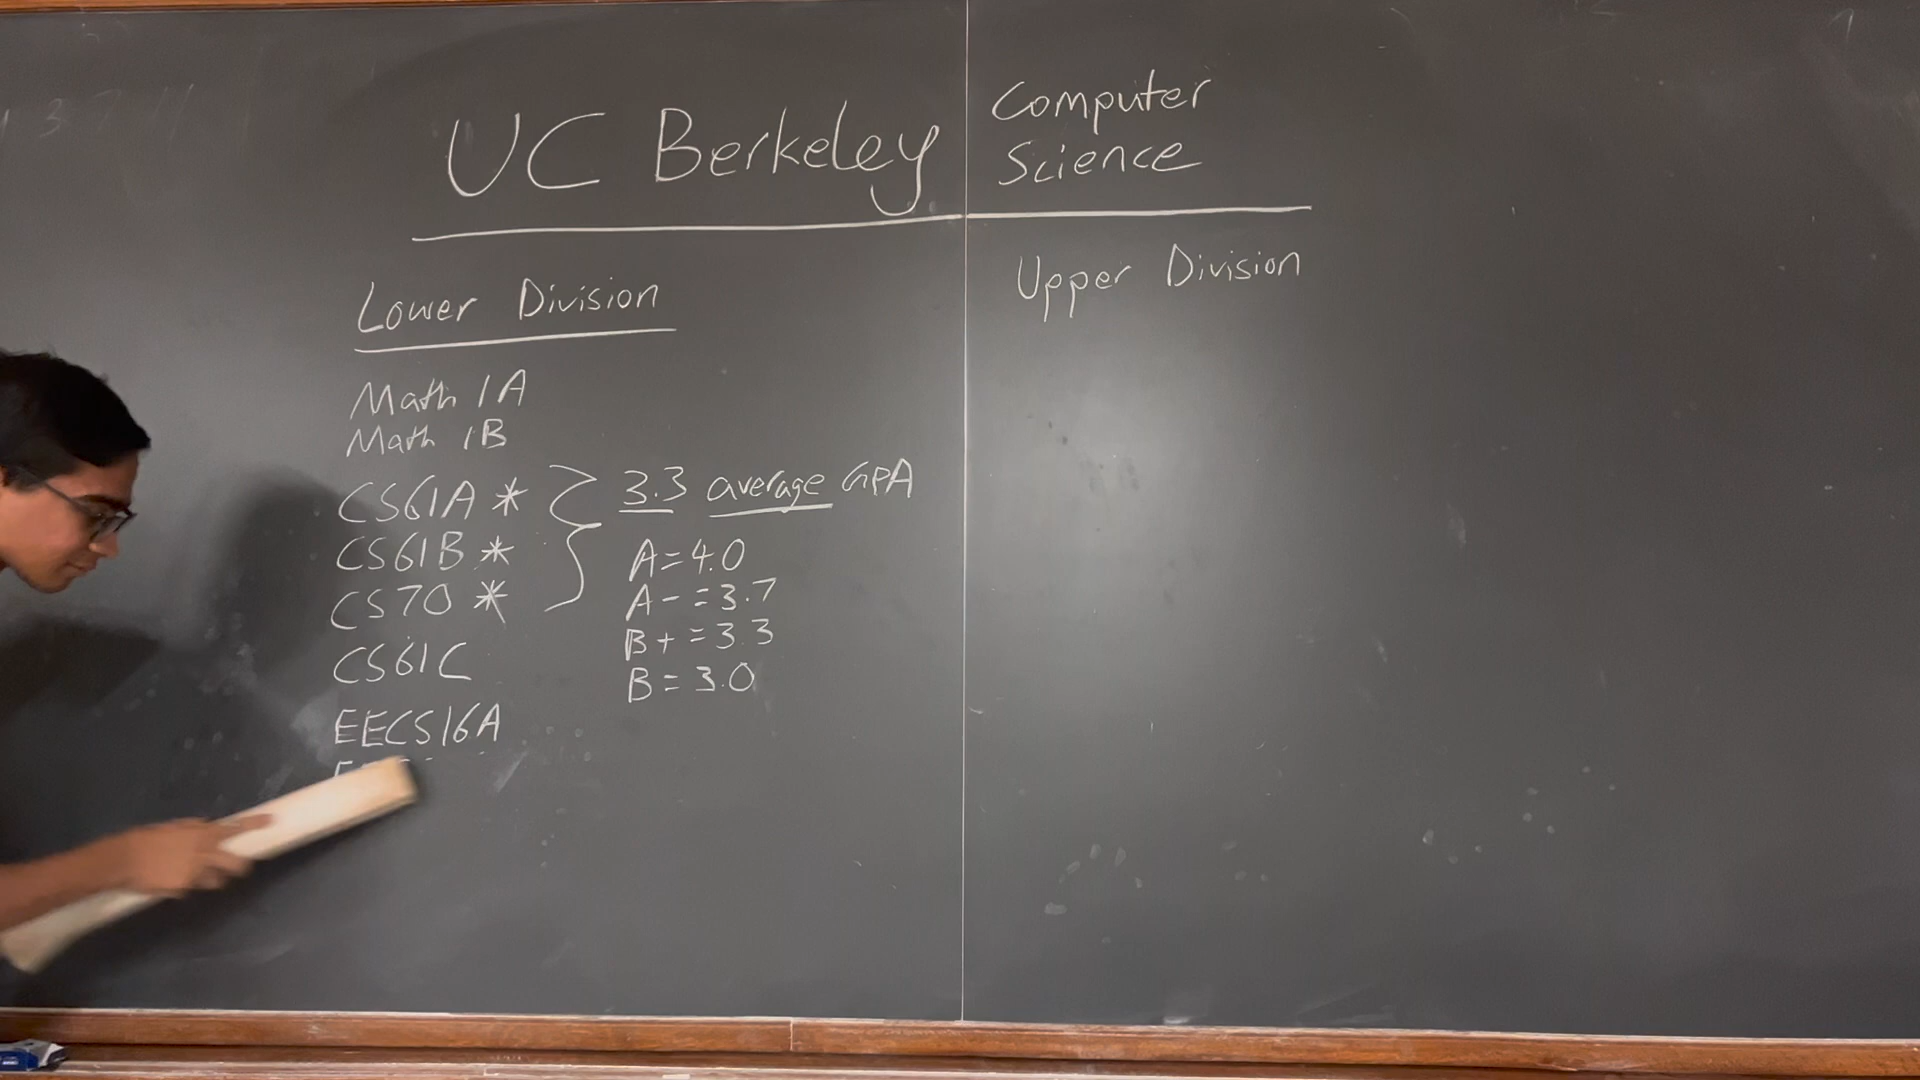 UC Berkeley
Computer
Science
Lower Division
Math 1A
Math 1B
CS61A *
CS61B *
CS70 *
CS61C
EECS16A
3.3 average GPA
A=4.0
A-=3.7
B+=3.3
B=3.0
Upper Division